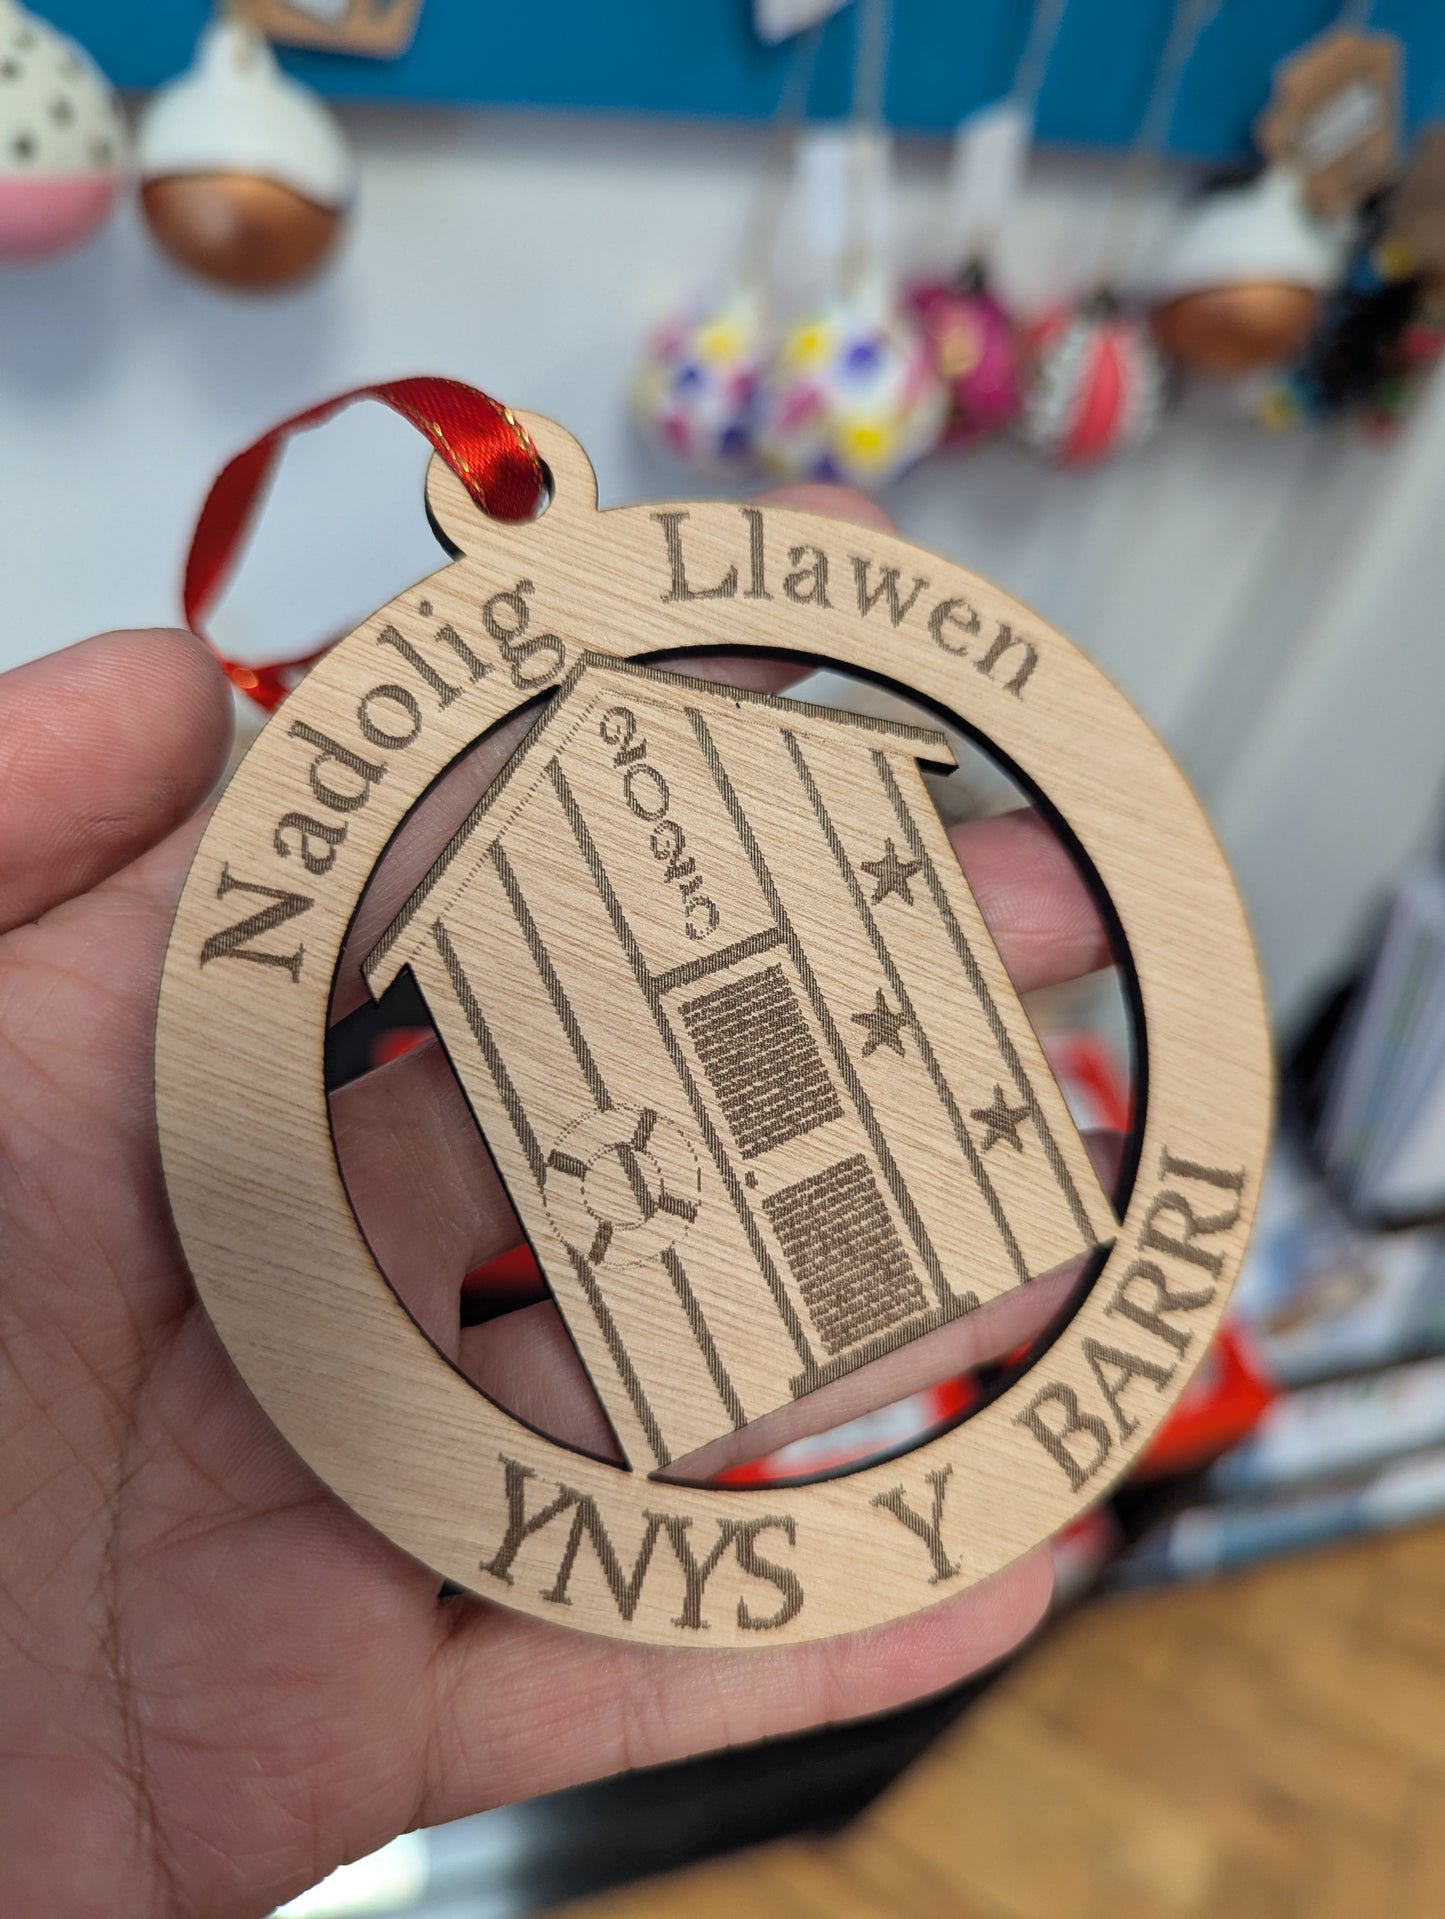 Nadolig Llawen
YNYS Y BARRI